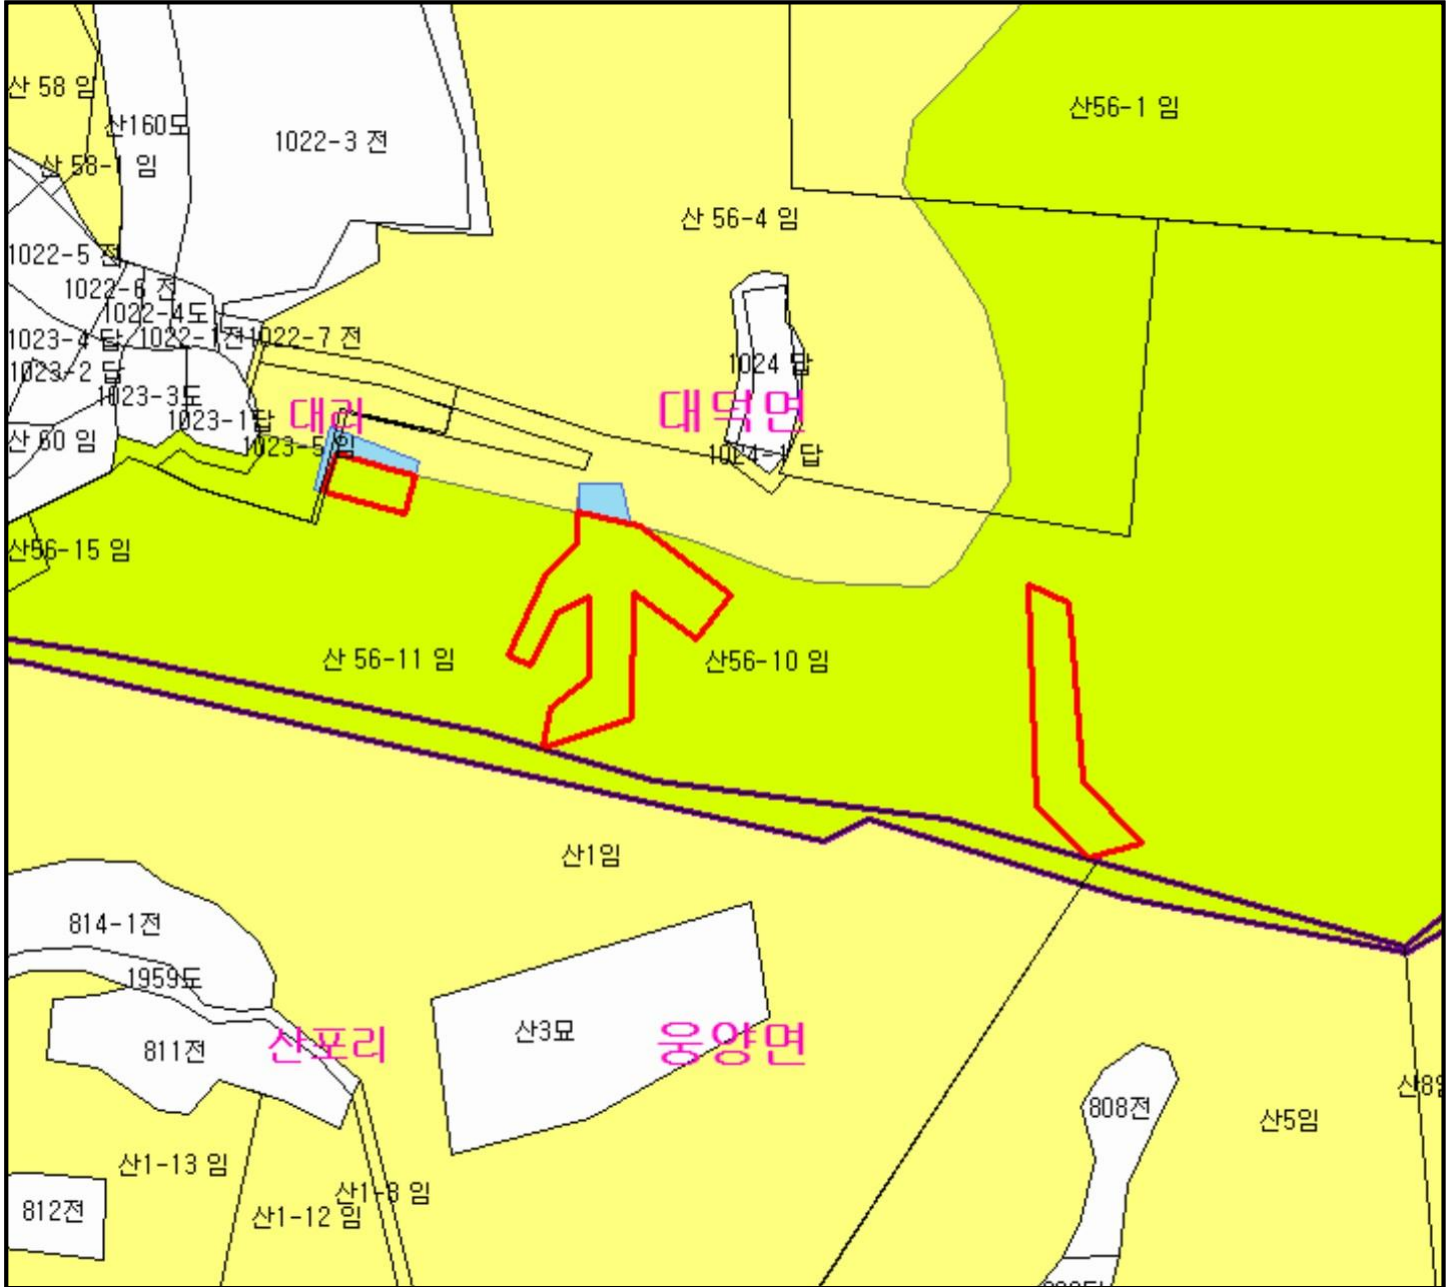 산 58 임
산56-1 임
산160도
1022-3 전
산 58-1 임
산 56-4 임
1022-5 전
1022-6 전
1022-4도
1023-4 답
1022-1전
1022-7 전
1024 답
1023-2 답
1023-3도
대리
대덕면
1023-1답
산 60 임
1023-5 임
1024-1 답
산56-15 임
산 56-11 임
산56-10 임
산1임
814-1전
1959도
산3묘
산포리
웅양면
811전
808전
산5임
산1-13 임
산1-8 임
812전
산1-12 임